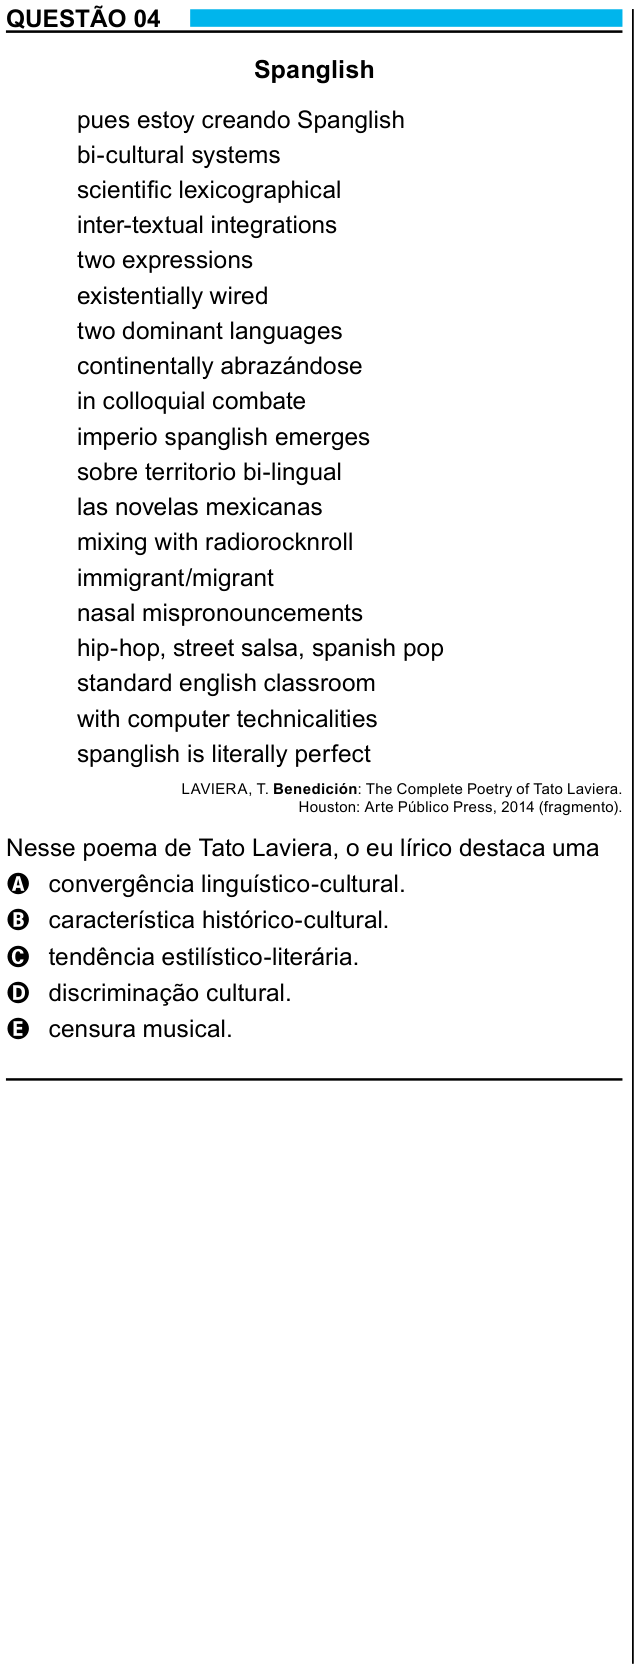 QUESTÃO 04
Spanglish
pues estoy creando Spanglish
bi-cultural systems
scientific lexicographical
inter-textual integrations
two expressions
existentially wired
two dominant languages
continentally abrazándose
in colloquial combate
imperio spanglish emerges
sobre territorio bi-lingual
las novelas mexicanas
mixing with radiorocknroll
immigrant/migrant
nasal mispronouncements
hip-hop, street salsa, spanish pop
standard english classroom
with computer technicalities
spanglish is literally perfect
LAVIERA, T. Benedición: The Complete Poetry of Tato Laviera.
Houston: Arte Público Press, 2014 (fragmento).
Nesse poema de Tato Laviera, o eu lírico destaca uma
A convergência linguístico-cultural.
B característica histórico-cultural.
C tendência estilístico-literária.
D discriminação cultural.
E censura musical.